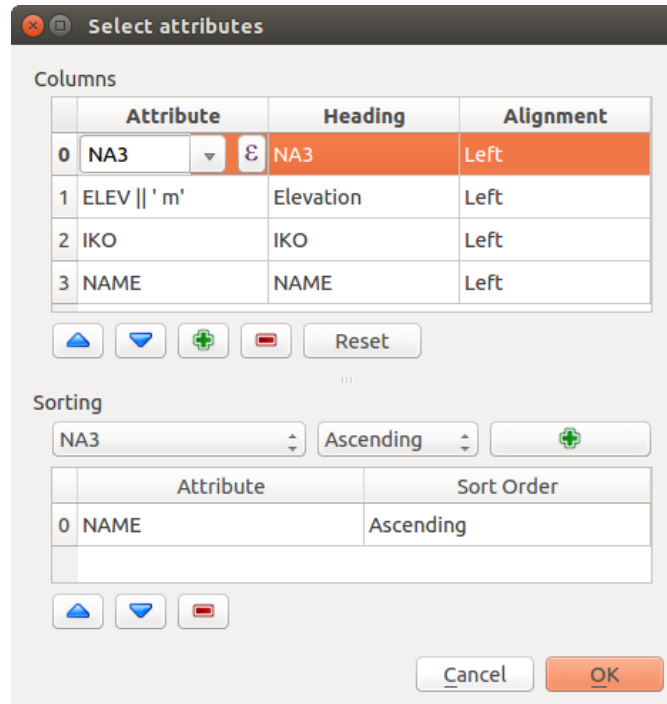 Select attributes
Columns
Attribute Heading Alignment
0 NA3 ε NA3 Left
1 ELEV || ' m' Elevation Left
2 IKO IKO Left
3 NAME NAME Left
Reset
Sorting
NA3 Ascending
Attribute Sort Order
0 NAME Ascending
Cancel OK